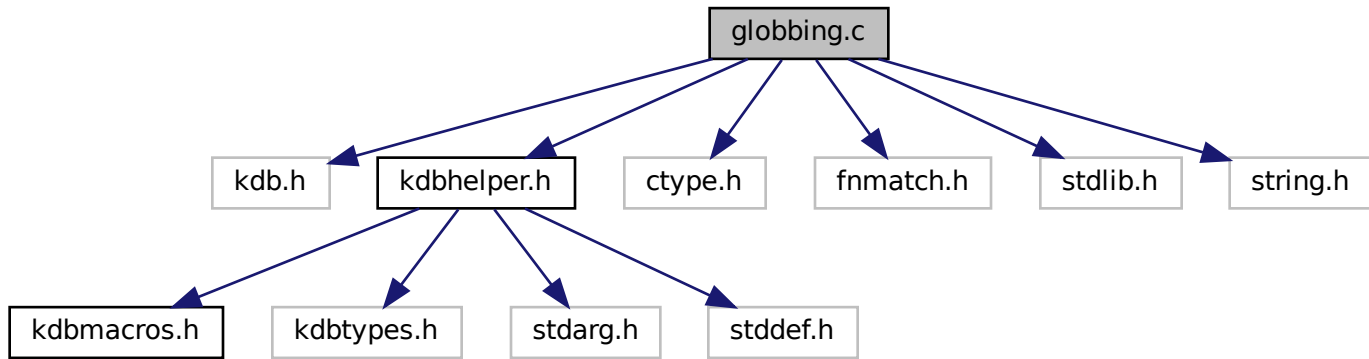 globbing.c
kdb.h
kdbhelper.h
ctype.h
fnmatch.h
stdlib.h
string.h
kdbmacros.h
kdbtypes.h
stdarg.h
stddef.h